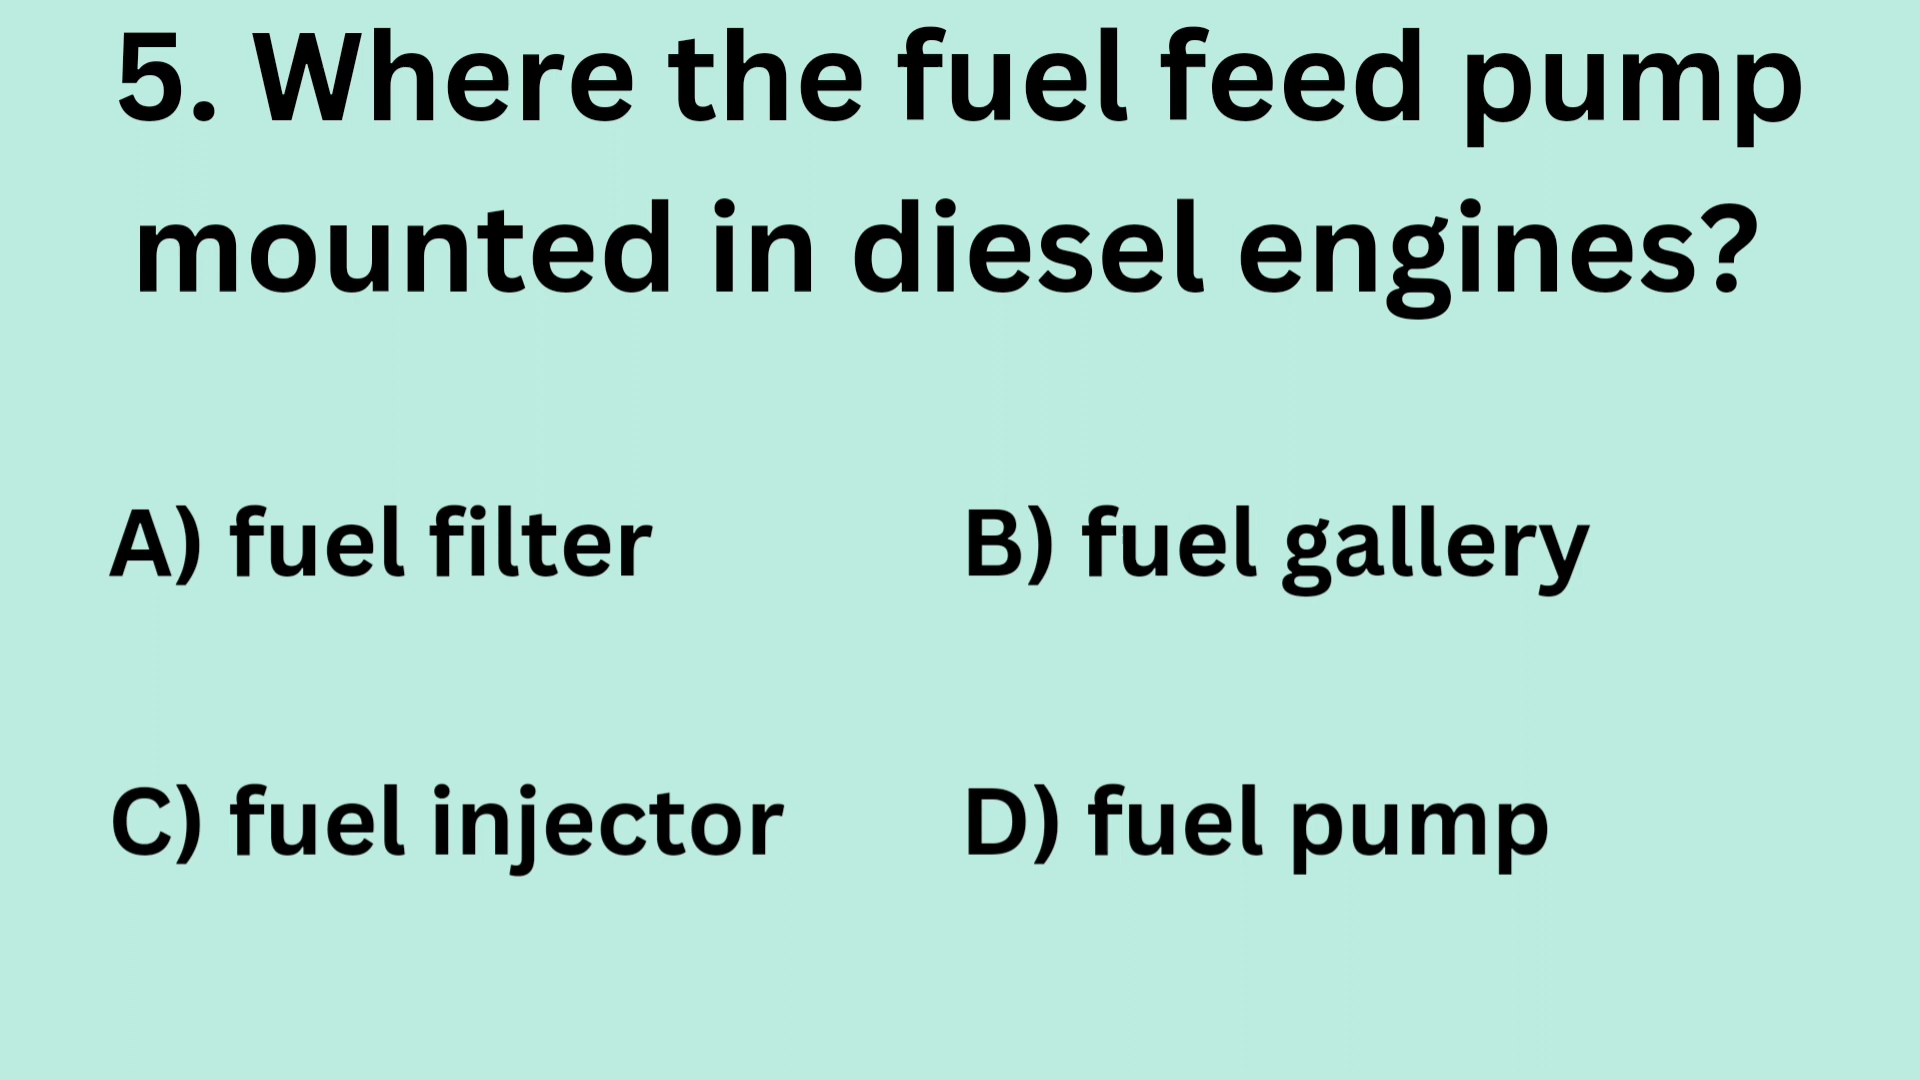 5. Where the fuel feed pump
mounted in diesel engines?
A) fuel filter
B) fuel gallery
C) fuel injector
D) fuel pump